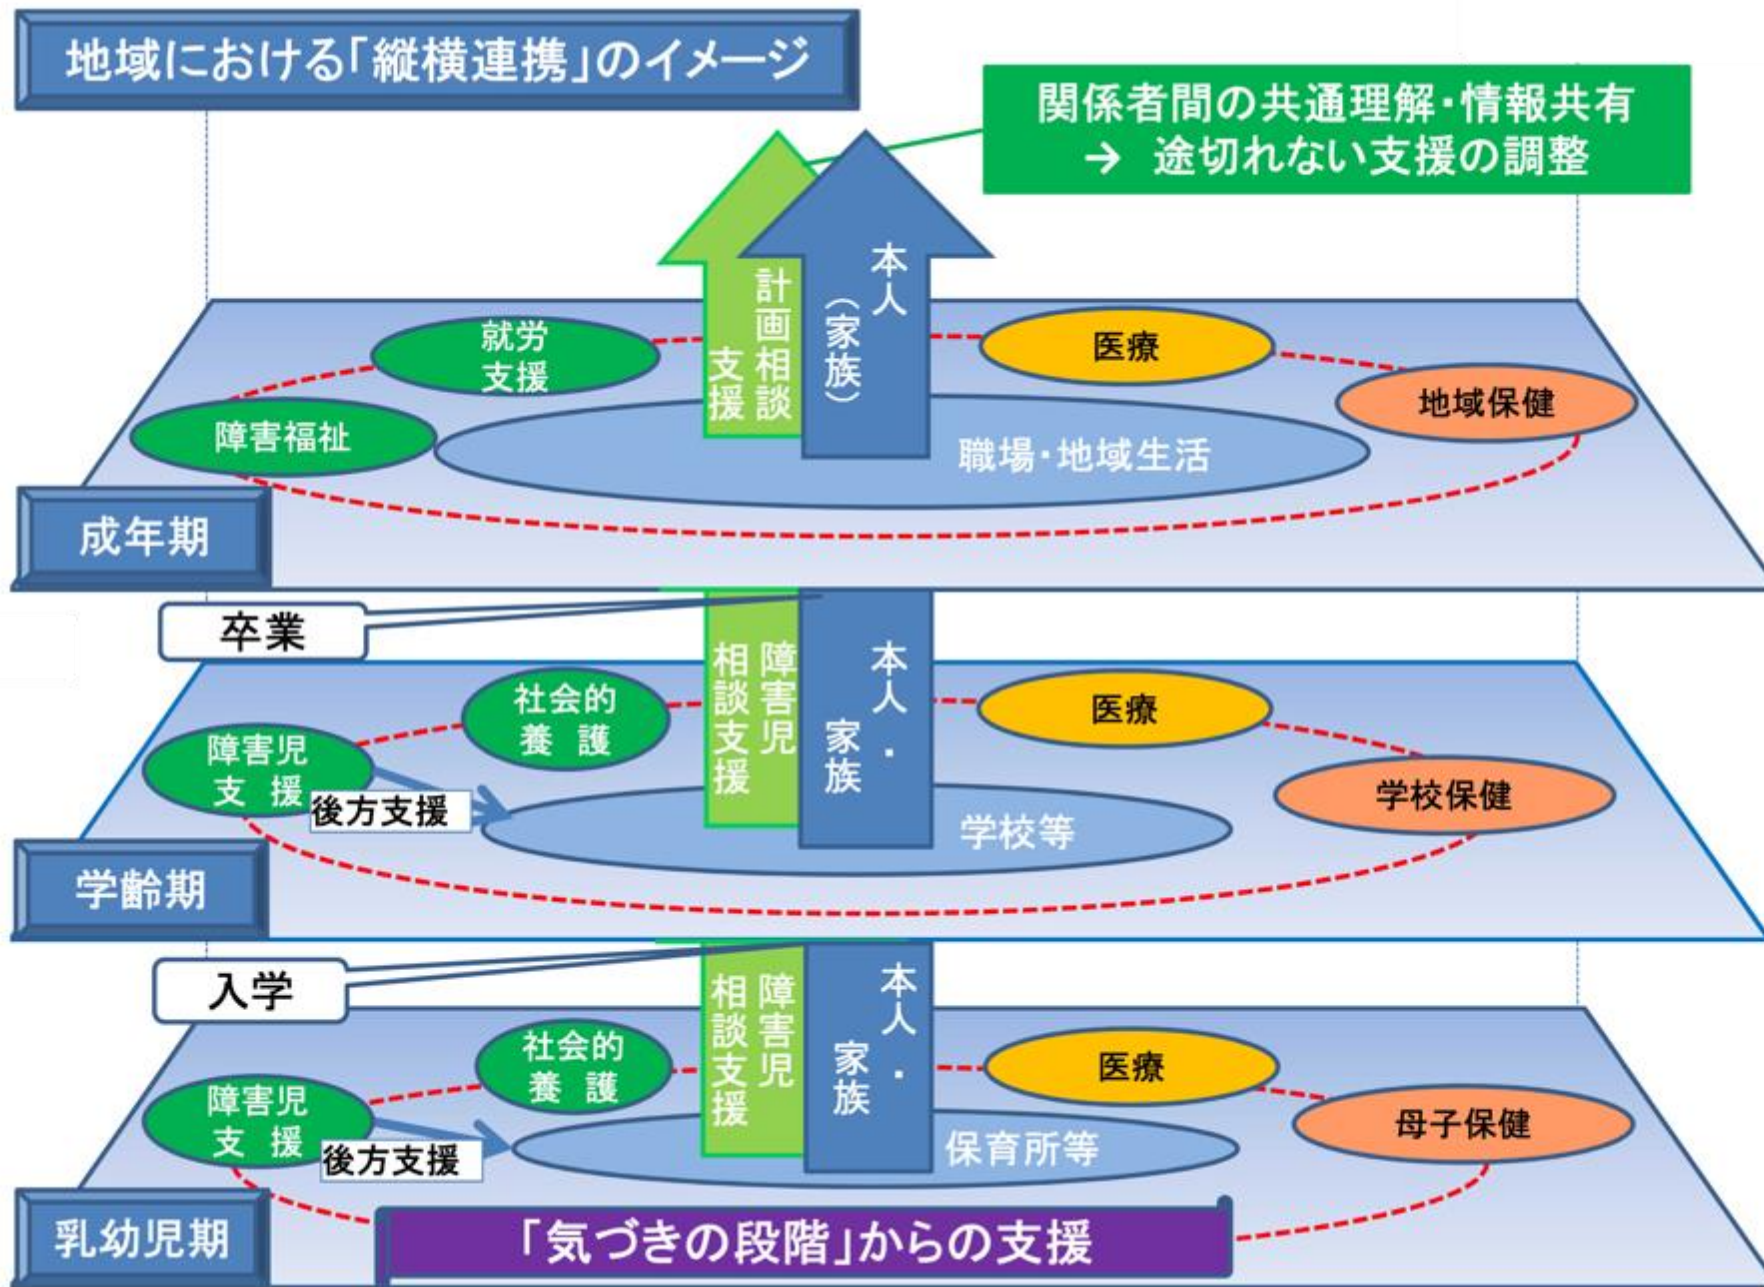 地域における「縦横連携」のイメージ
関係者間の共通理解・情報共有
→ 途切れない支援の調整
就労
支援
計画相談
支援
本人
（家族）
医療
地域保健
障害福祉
職場・地域生活
成年期
卒業
社会的
養 護
障害児
相談支援
本人・
家族
医療
障害児
支 援
後方支援
学校等
学校保健
学齢期
入学
社会的
養 護
障害児
相談支援
本人・
家族
医療
障害児
支 援
後方支援
保育所等
母子保健
乳幼児期
「気づきの段階」からの支援